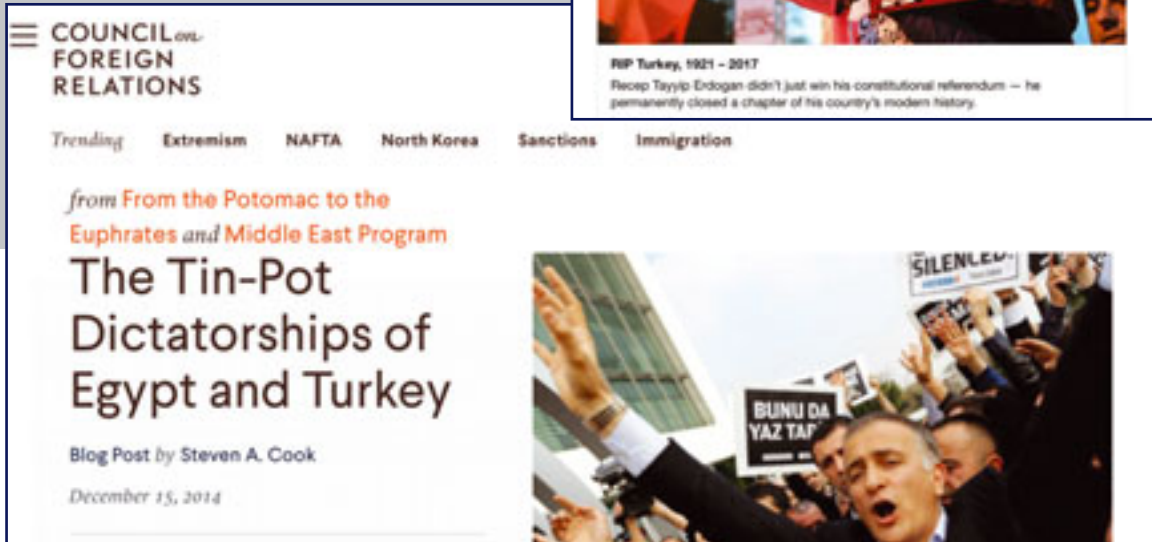 COUNCIL on
FOREIGN
RELATIONS
RIP Turkey, 1921 – 2017
Recep Tayyip Erdogan didn't just win his constitutional referendum — he
permanently closed a chapter of his country's modern history.
Trending Extremism NAFTA North Korea Sanctions Immigration
from From the Potomac to the
Euphrates and Middle East Program
The Tin-Pot
Dictatorships of
Egypt and Turkey
Blog Post by Steven A. Cook
December 15, 2014
SILENCED.
BUNU DA
YAZ